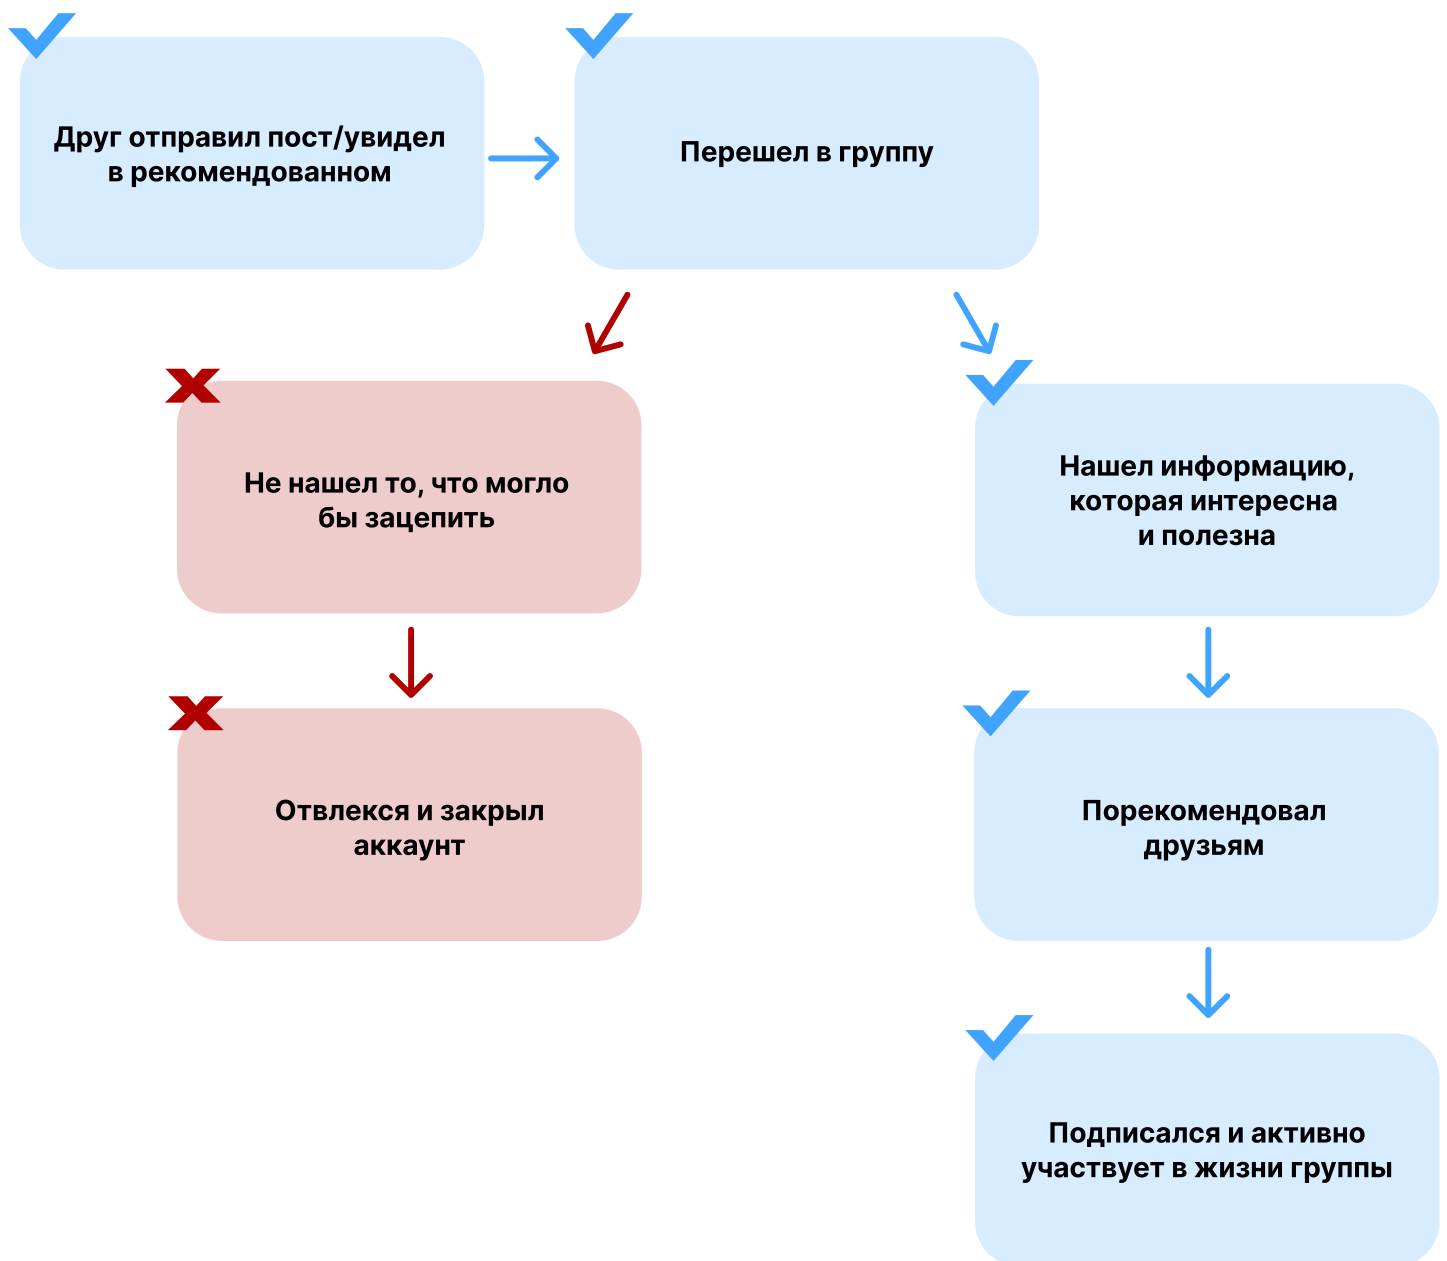 Друг отправил пост/увидел
в рекомендованном
Перешел в группу
Не нашел то, что могло
бы зацепить
Нашел информацию,
которая интересна
и полезна
Отвлекся и закрыл
аккаунт
Порекомендовал
друзьям
Подписался и активно
участвует в жизни группы